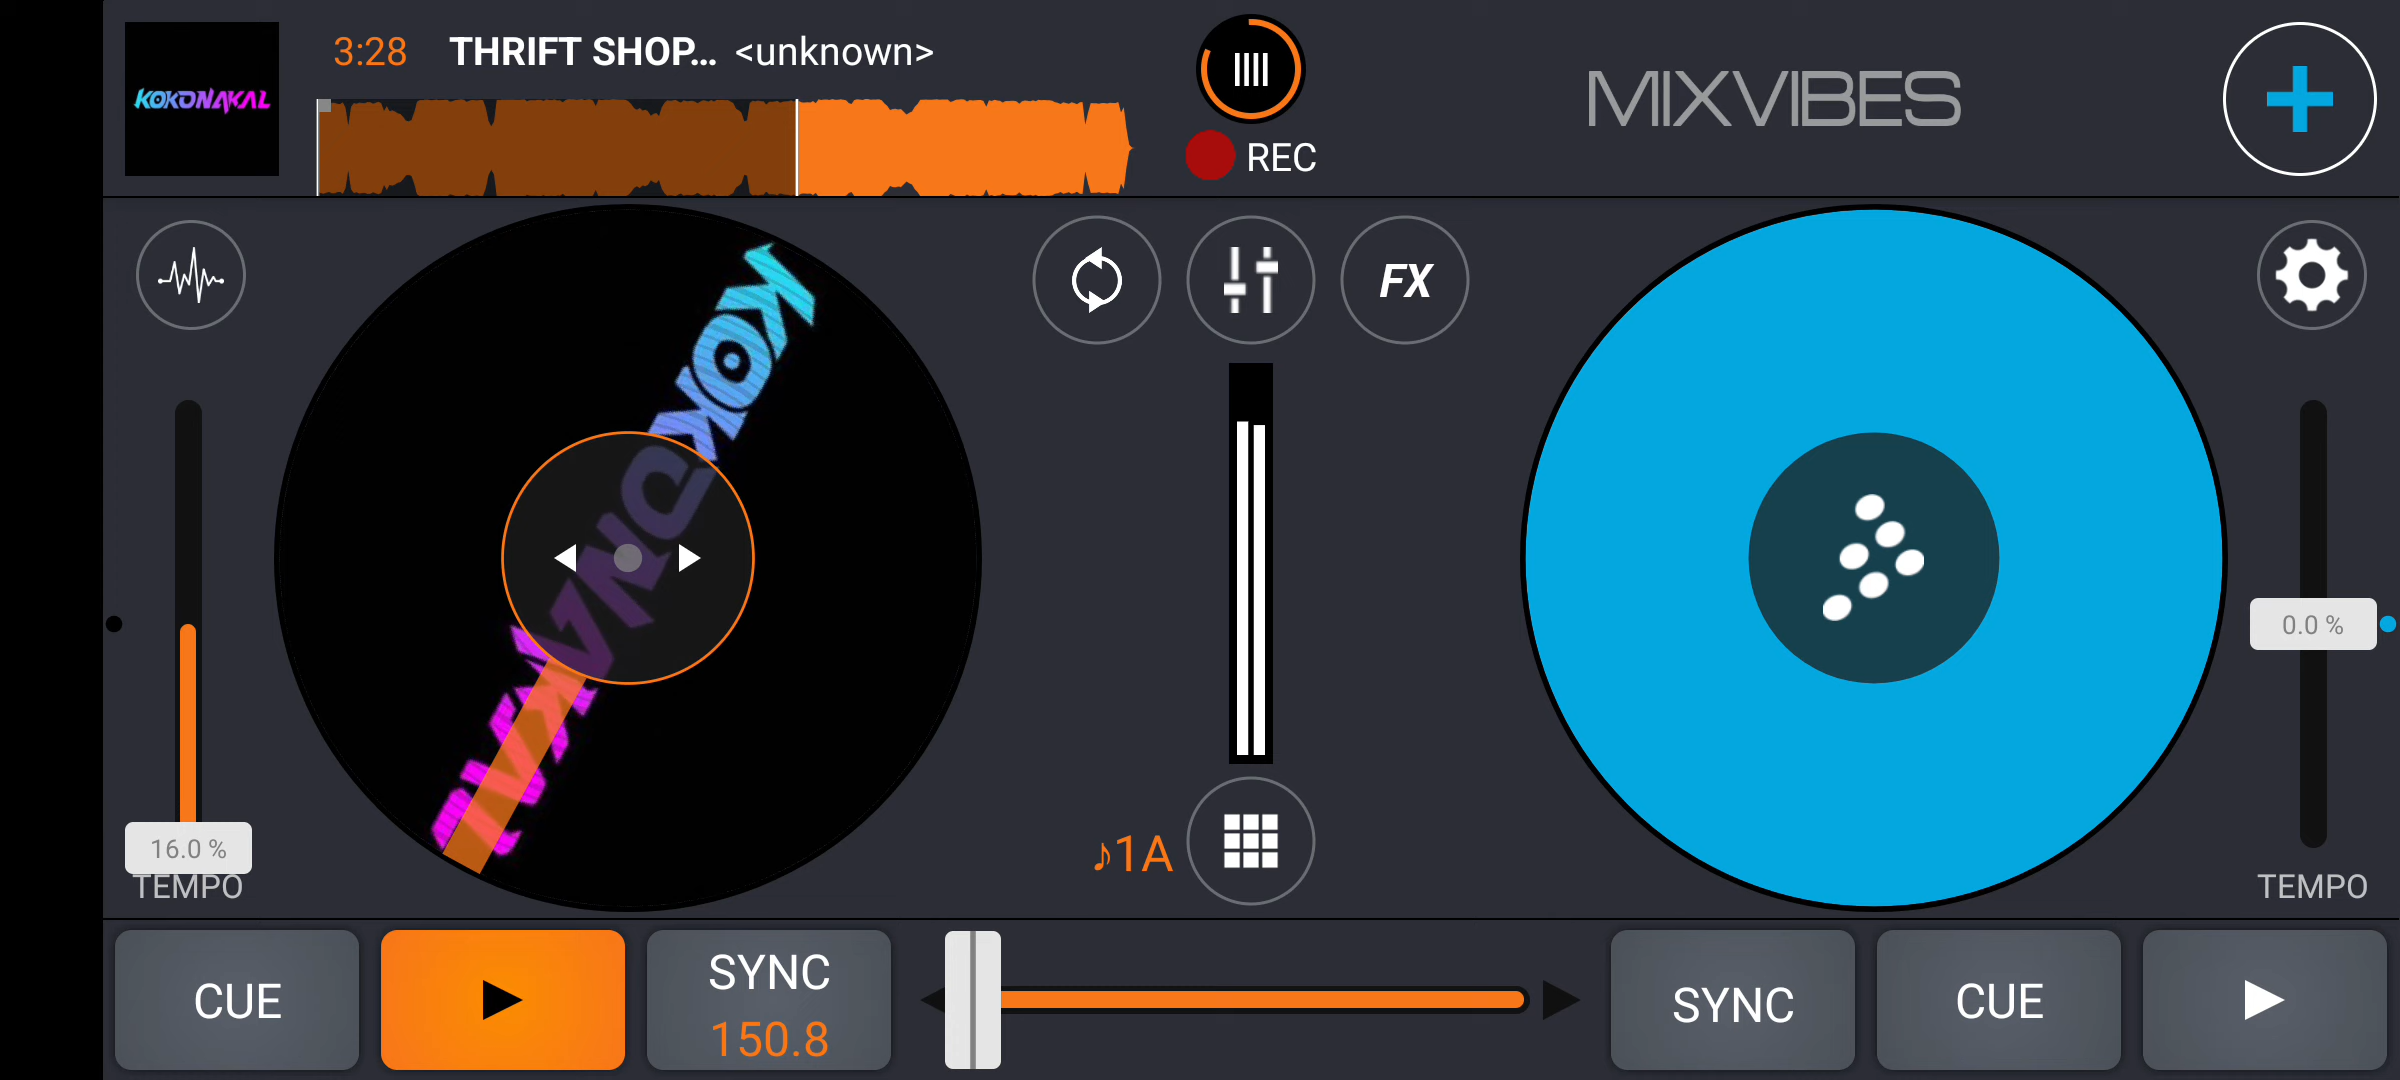 KOKONAKAL
3:28 THRIFT SHOP... <unknown>
REC
MIXVIBES
FX
KOKONAKAL
16.0 %
TEMPO
♪1A
0.0 %
TEMPO
CUE
SYNC
150.8
SYNC
CUE